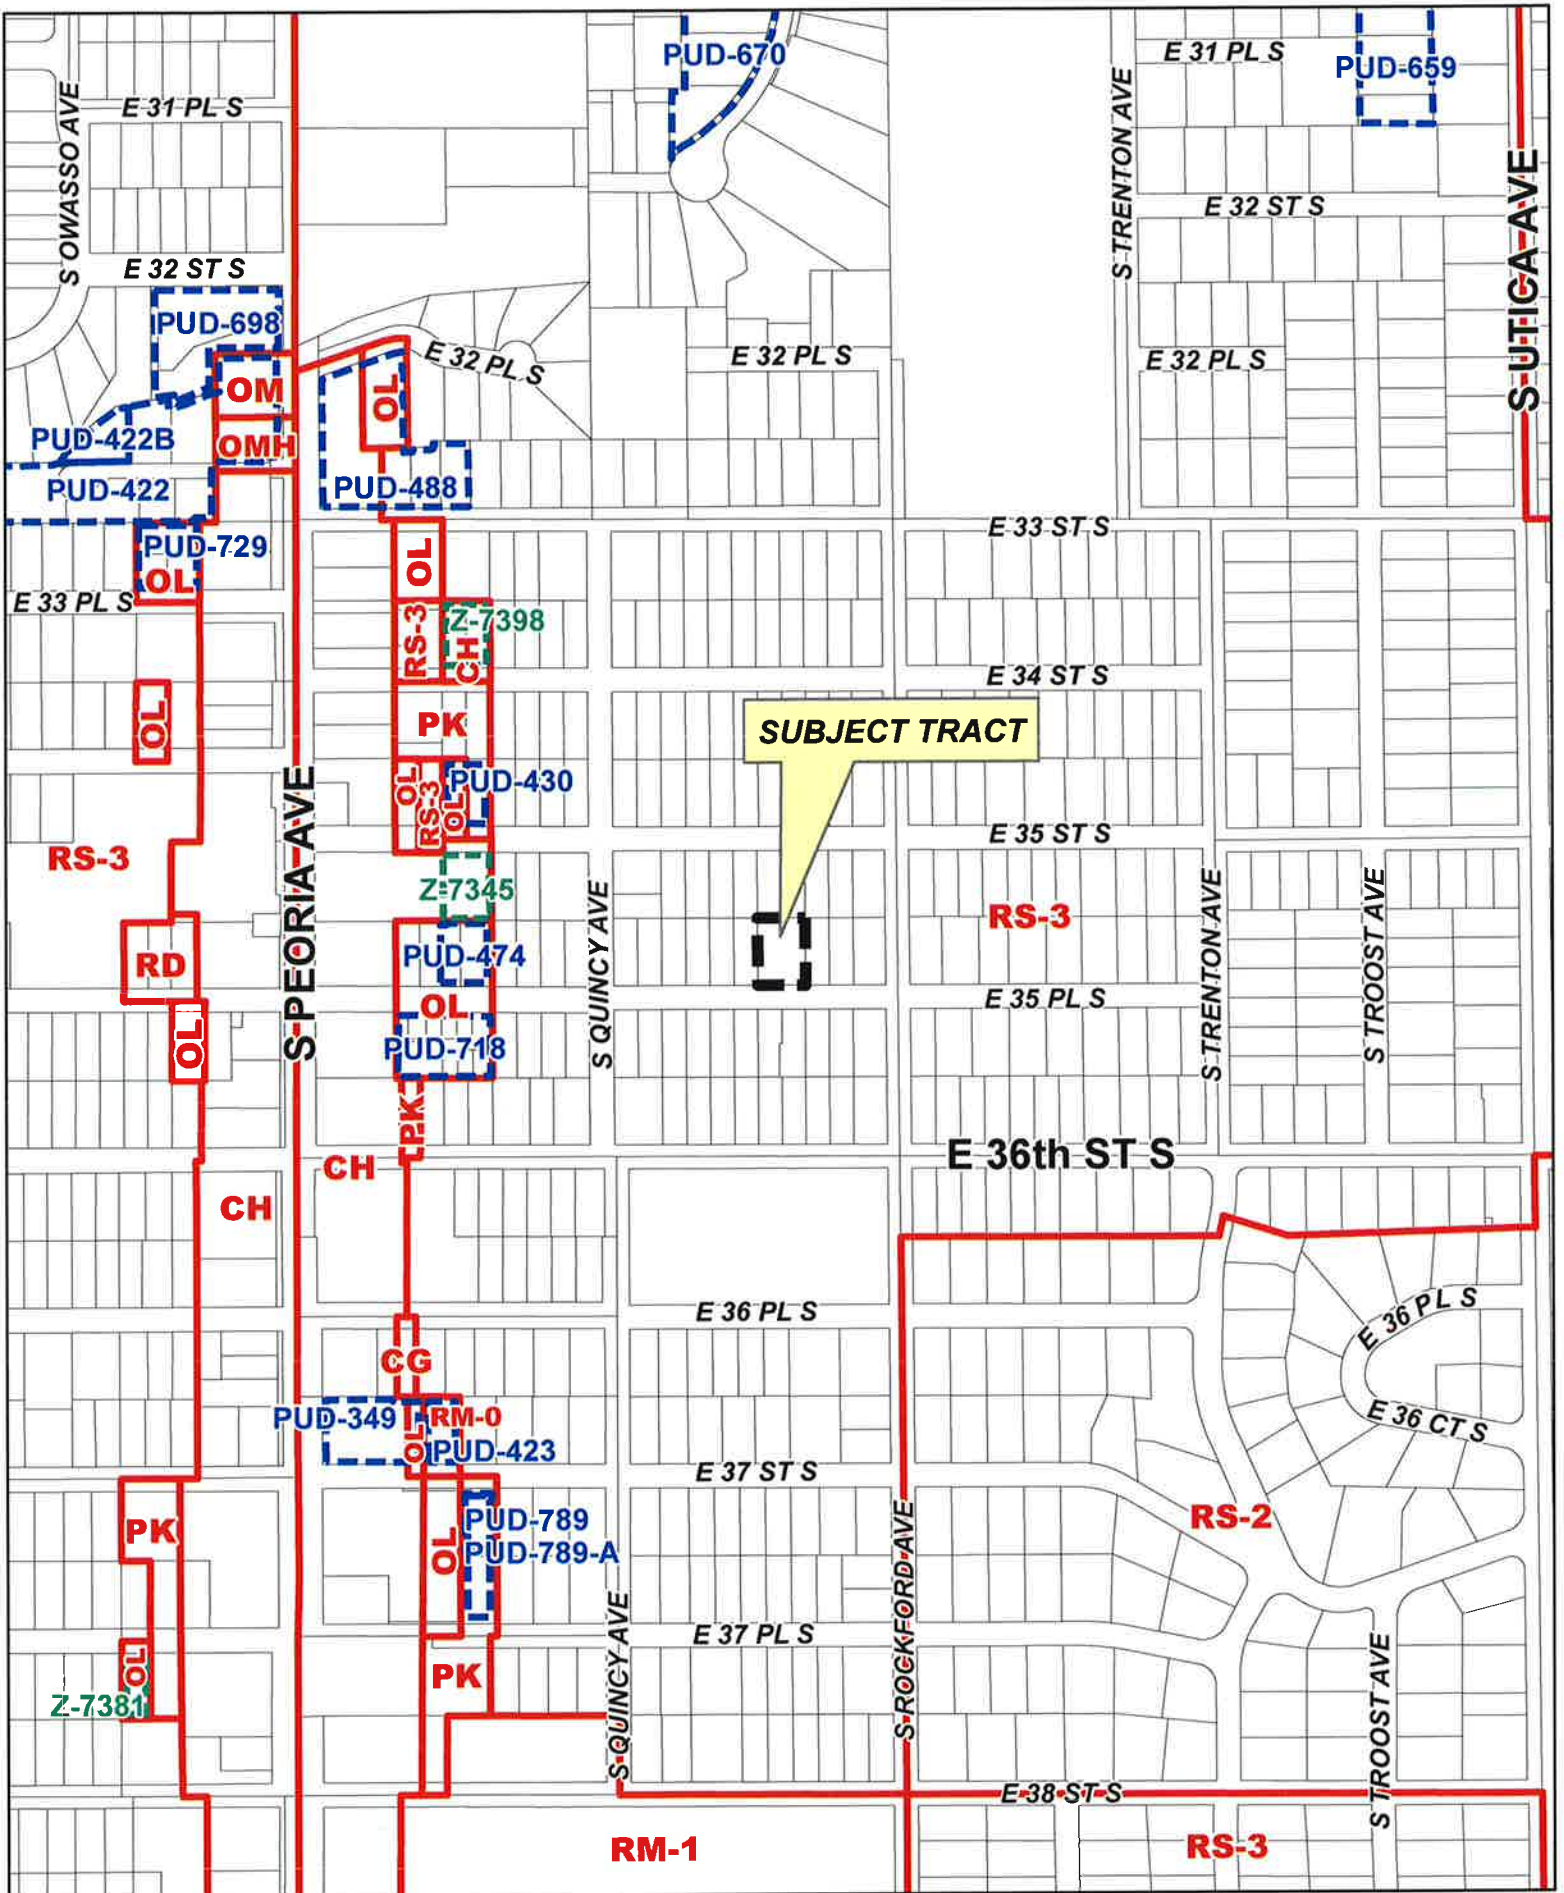 PUD-670
E 31 PL S
PUD-659
E 31 PL S
S OWASSO AVE
S TRENTON AVE
S UTICA AVE
E 32 ST S
E 32 ST S
PUD-698
E 32 PL S
E 32 PL S
E 32 PL S
OM
OL
PUD-422B
OMH
PUD-422
PUD-488
E 33 ST S
PUD-729
OL
OL
E 33 PL S
RS-3
Z-7398
CH
E 34 ST S
OL
PK
SUBJECT TRACT
OL
RS-3
OL
PUD-430
E 35 ST S
RS-3
S PEORIA AVE
Z-7345
S QUINCY AVE
RS-3
S TRENTON AVE
S TROOST AVE
RD
PUD-474
E 35 PL S
OL
OL
PUD-718
PK
E 36th ST S
CH
CH
E 36 PL S
E 36 PL S
CG
E 36 CT S
PUD-349
OL
RM-0
PUD-423
E 37 ST S
RS-2
PK
OL
PUD-789
PUD-789-A
S ROCKFORD AVE
S QUINCY AVE
E 37 PL S
OL
PK
Z-7381
S TROOST AVE
E 38 ST S
RM-1
RS-3